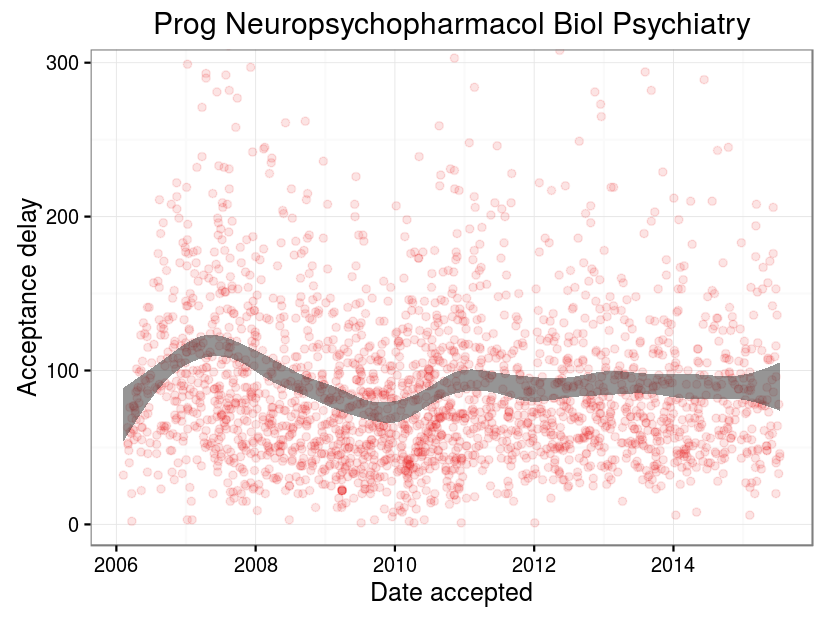 Prog Neuropsychopharmacol Biol Psychiatry
Acceptance delay
300
200
100
0
2006 2008 2010 2012 2014
Date accepted